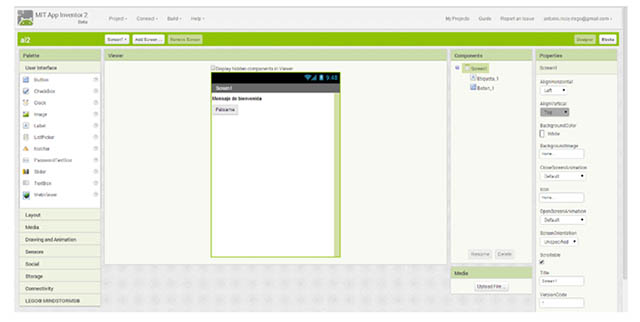 MIT App Inventor 2
Beta
Project Connect Build Help
My Projects Guide Report an Issue
ai2
Screen1 Add Screen ... Remove Screen
Designer Blocks
Palette
User Interface
Button
CheckBox
Clock
Image
Label
ListPicker
Notifier
PasswordTextBox
Slider
TextBox
WebViewer
Layout
Media
Drawing and Animation
Sensors
Social
Storage
Connectivity
LEGO® MINDSTORMS®
Viewer
Display hidden components in Viewer
9:48
Screen1
Mensaje de bienvenida
Púlsame
Components
Screen1
Etiqueta_1
Boton_1
Rename Delete
Media
Upload File ...
Properties
Screen1
AlignHorizontal
Left
AlignVertical
Top
BackgroundColor
White
BackgroundImage
None...
CloseScreenAnimation
Default
Icon
None...
OpenScreenAnimation
Default
ScreenOrientation
Unspecified
Scrollable
Title
Screen1
VersionCode
1